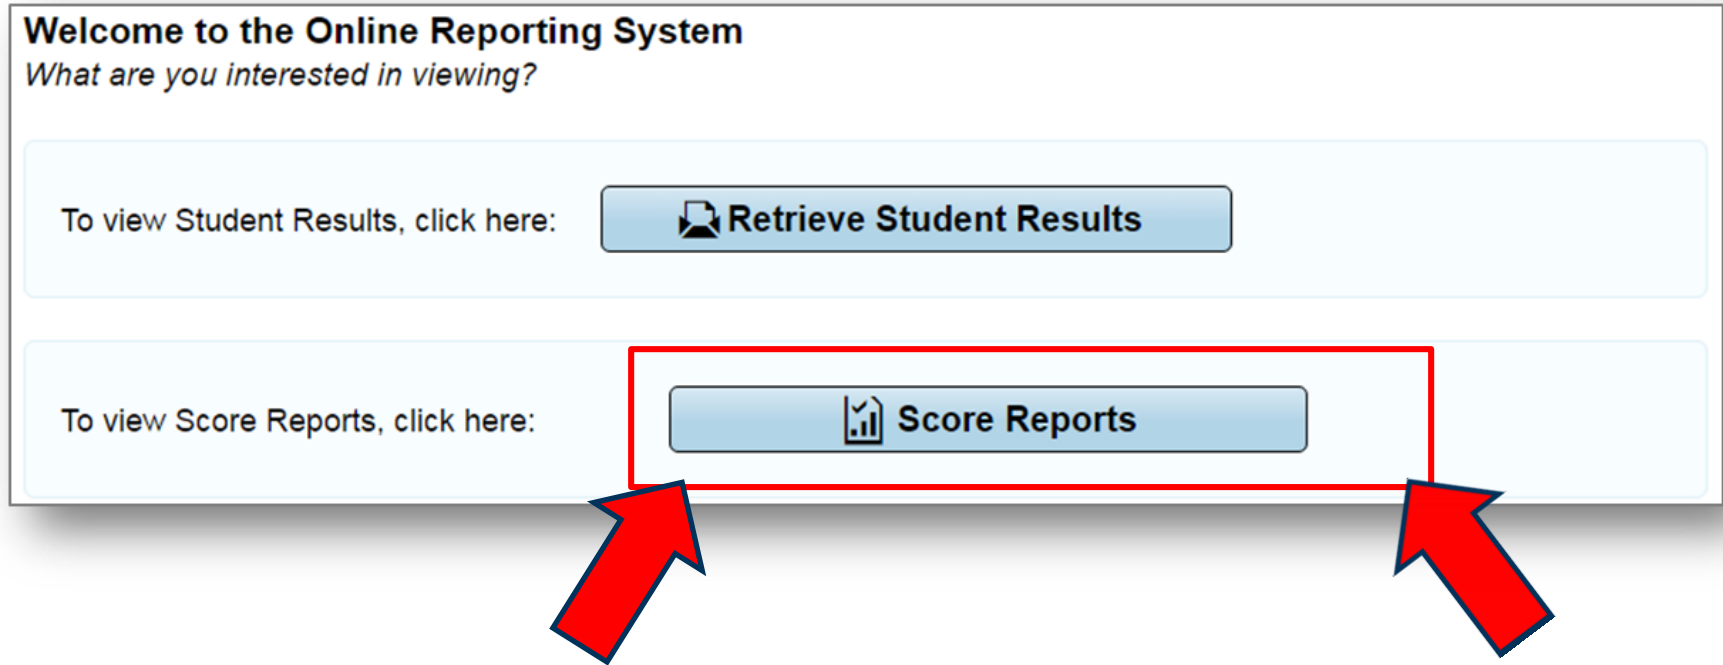 Welcome to the Online Reporting System
What are you interested in viewing?
To view Student Results, click here: Retrieve Student Results
To view Score Reports, click here: Score Reports